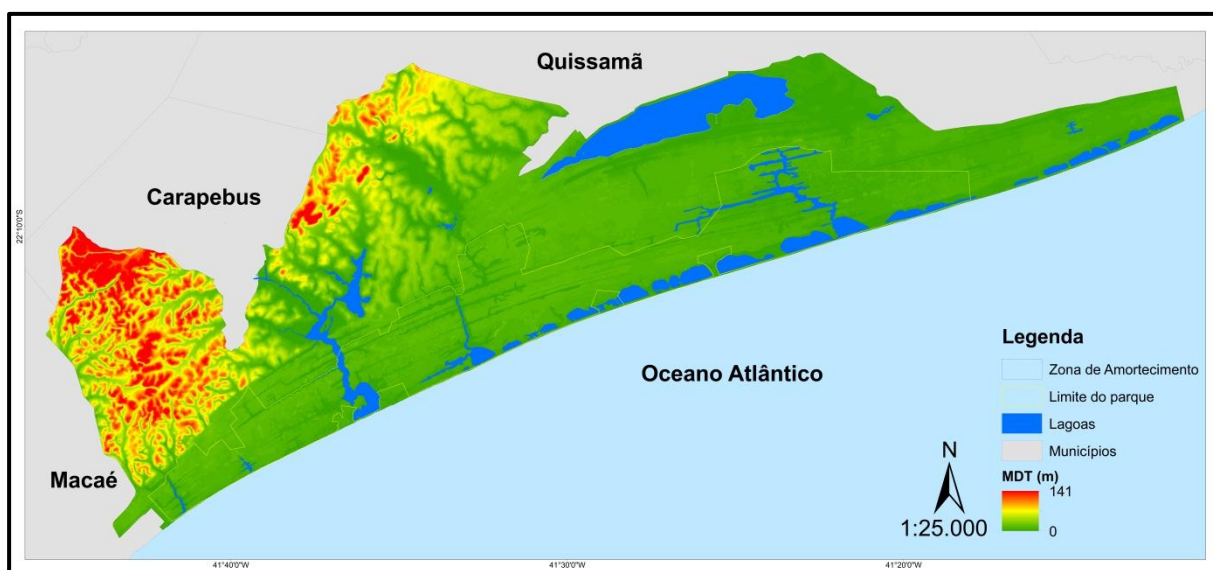 Quissamã
Carapebus
22°10'0"S
Oceano Atlântico
Macaé
Legenda
Zona de Amortecimento
Limite do parque
Lagoas
Municípios
MDT (m)
141
0
N
1:25.000
41°40'0"W
41°30'0"W
41°20'0"W